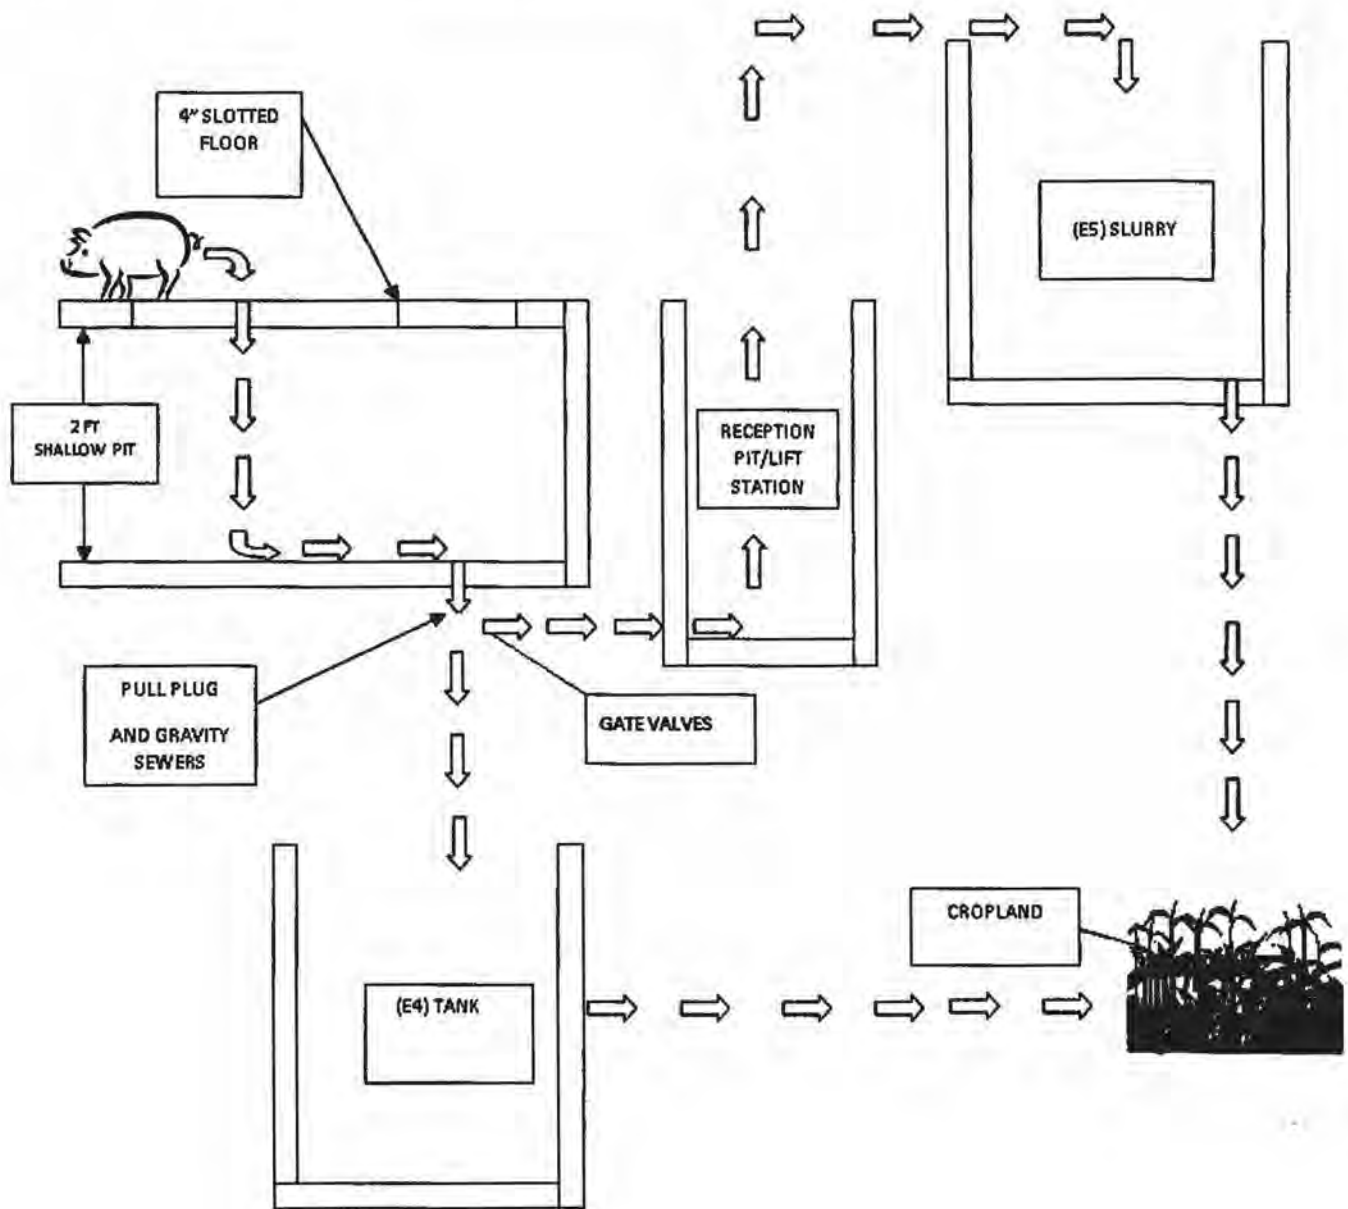 4” SLOTTED
FLOOR
(E5) SLURRY
2 FT
SHALLOW PIT
RECEPTION
PIT/LIFT
STATION
PULL PLUG
AND GRAVITY
SEWERS
GATE VALVES
CROPLAND
(E4) TANK